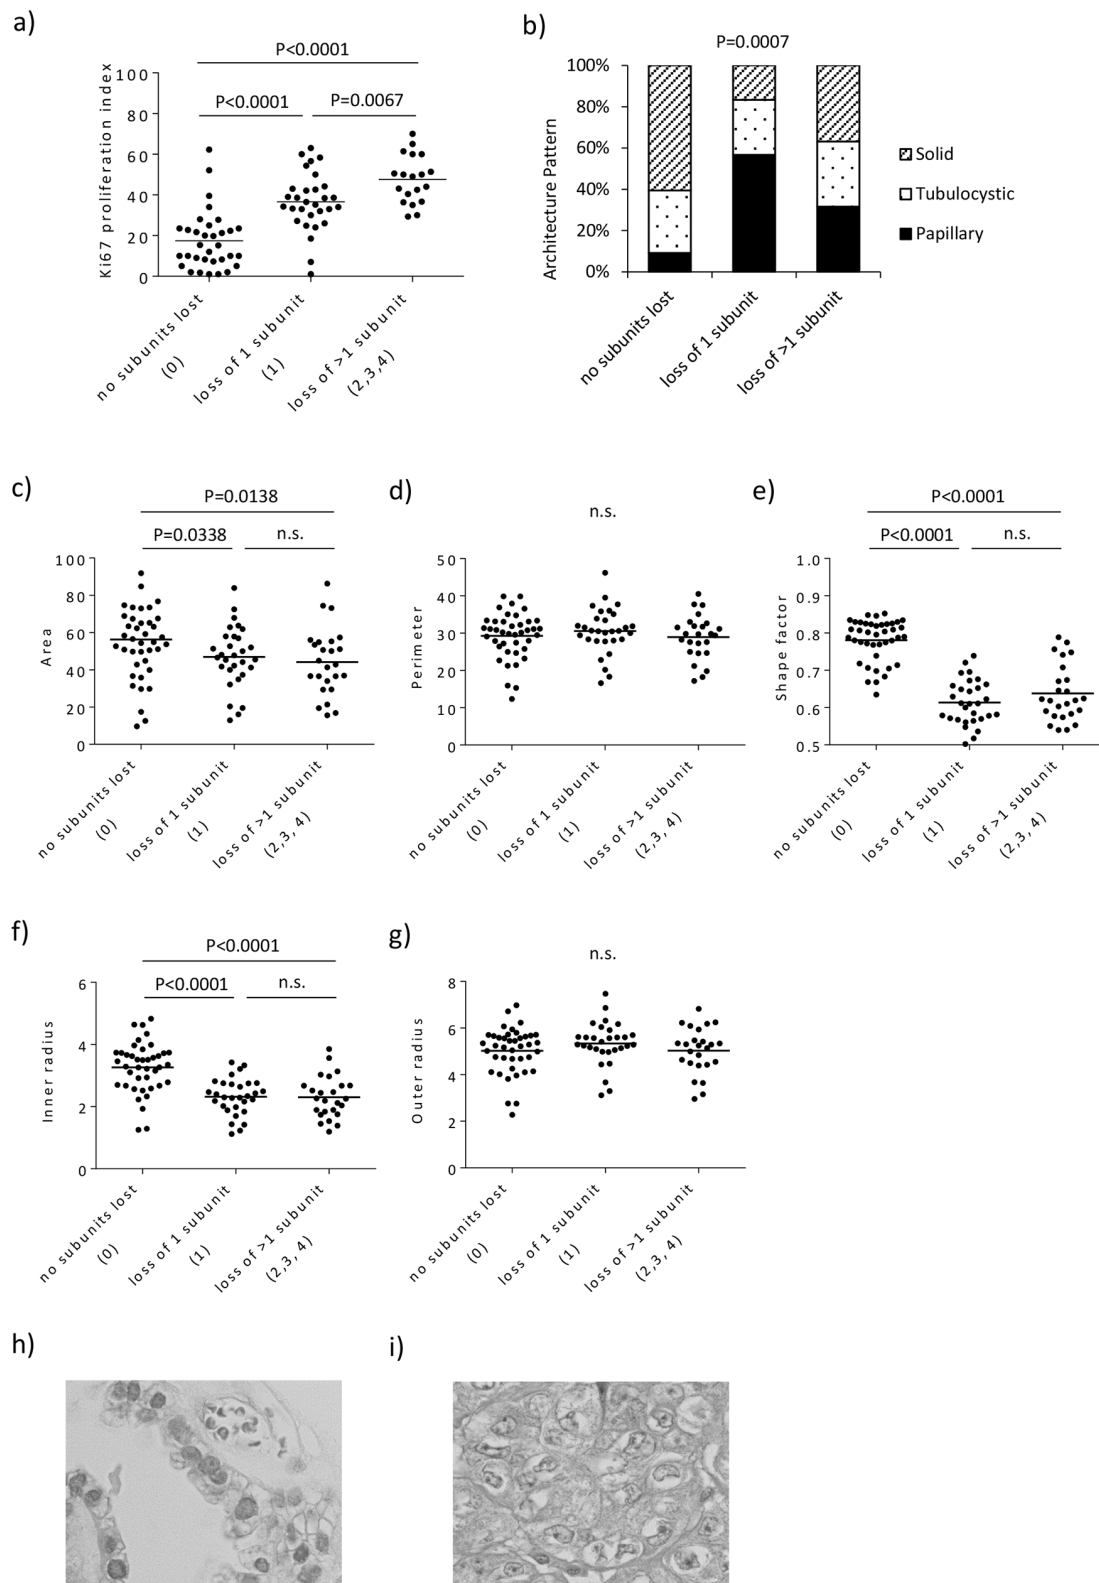 a)
P<0.0001
P<0.0001
P=0.0067
Ki67 proliferation index
100
80
60
40
20
0
no subunits lost
(0)
loss of 1 subunit
(1)
loss of >1 subunit
(2,3,4)
b)
P=0.0007
Architecture Pattern
100%
80%
60%
40%
20%
0%
no subunits lost
loss of 1 subunit
loss of >1 subunit
Solid
Tubulocystic
Papillary
c)
P=0.0138
P=0.0338
n.s.
Area
100
80
60
40
20
0
no subunits lost
(0)
loss of 1 subunit
(1)
loss of >1 subunit
(2,3, 4)
d)
n.s.
Perimeter
50
40
30
20
10
0
no subunits lost
(0)
loss of 1 subunit
(1)
loss of >1 subunit
(2,3, 4)
e)
P<0.0001
P<0.0001
n.s.
Shape factor
1.0
0.9
0.8
0.7
0.6
0.5
no subunits lost
(0)
loss of 1 subunit
(1)
loss of >1 subunit
(2,3, 4)
f)
P<0.0001
P<0.0001
n.s.
Inner radius
6
4
2
0
no subunits lost
(0)
loss of 1 subunit
(1)
loss of >1 subunit
(2,3, 4)
g)
n.s.
Outer radius
8
6
4
2
0
no subunits lost
(0)
loss of 1 subunit
(1)
loss of >1 subunit
(2,3, 4)
h)
i)